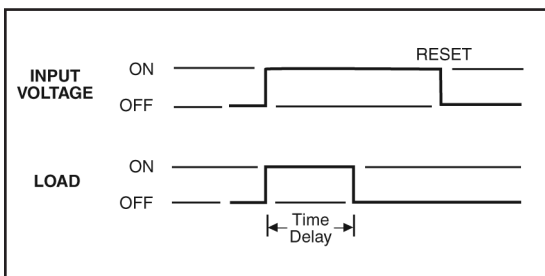 RESET
INPUT
VOLTAGE
ON
OFF
LOAD
ON
OFF
Time
Delay